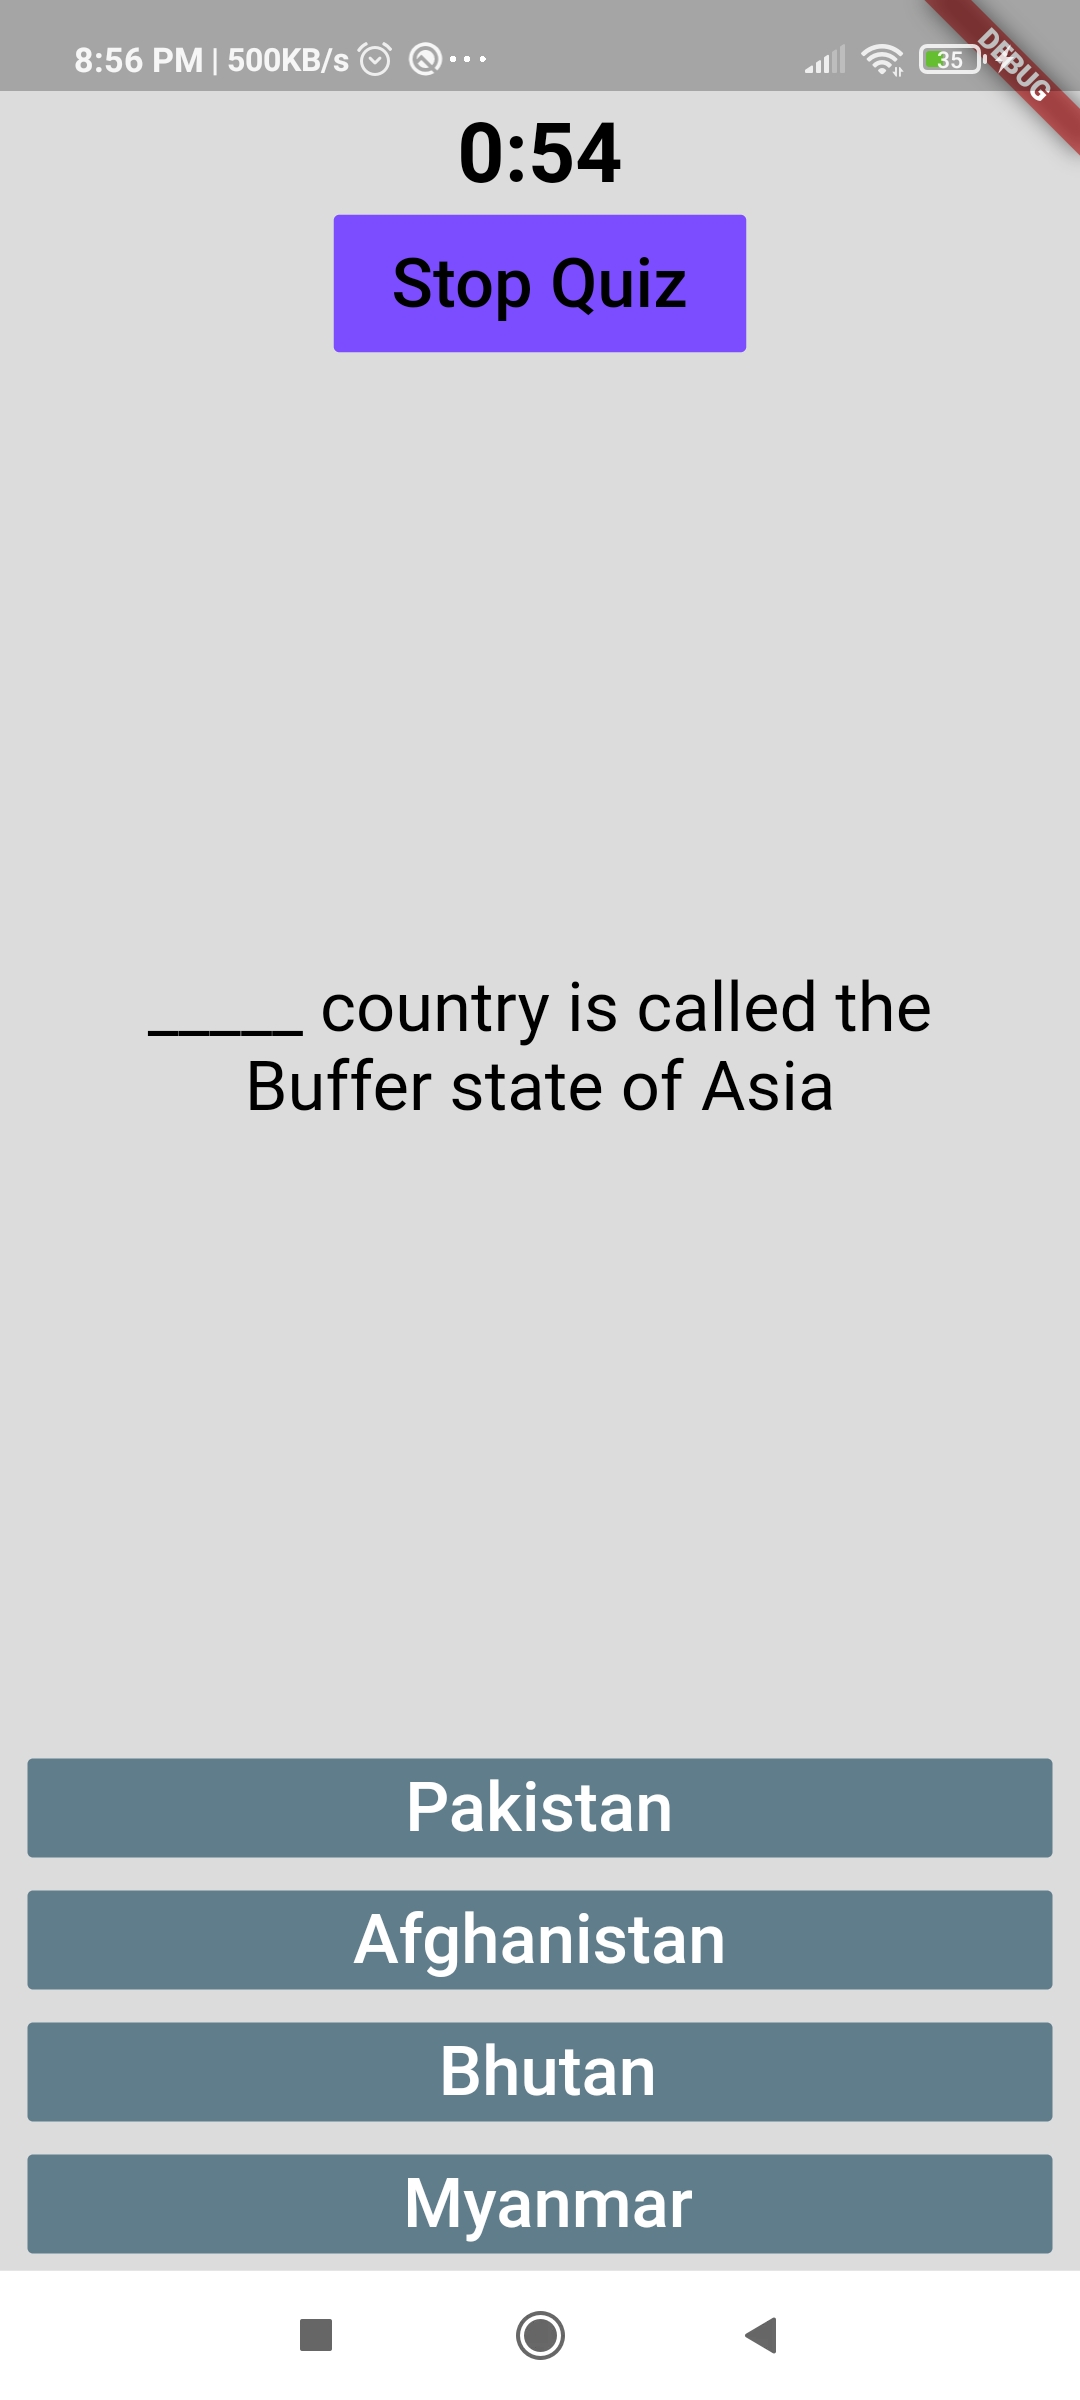 8:56 PM | 500KB/s
35
DEBUG
0:54
Stop Quiz
_____ country is called the
Buffer state of Asia
Pakistan
Afghanistan
Bhutan
Myanmar